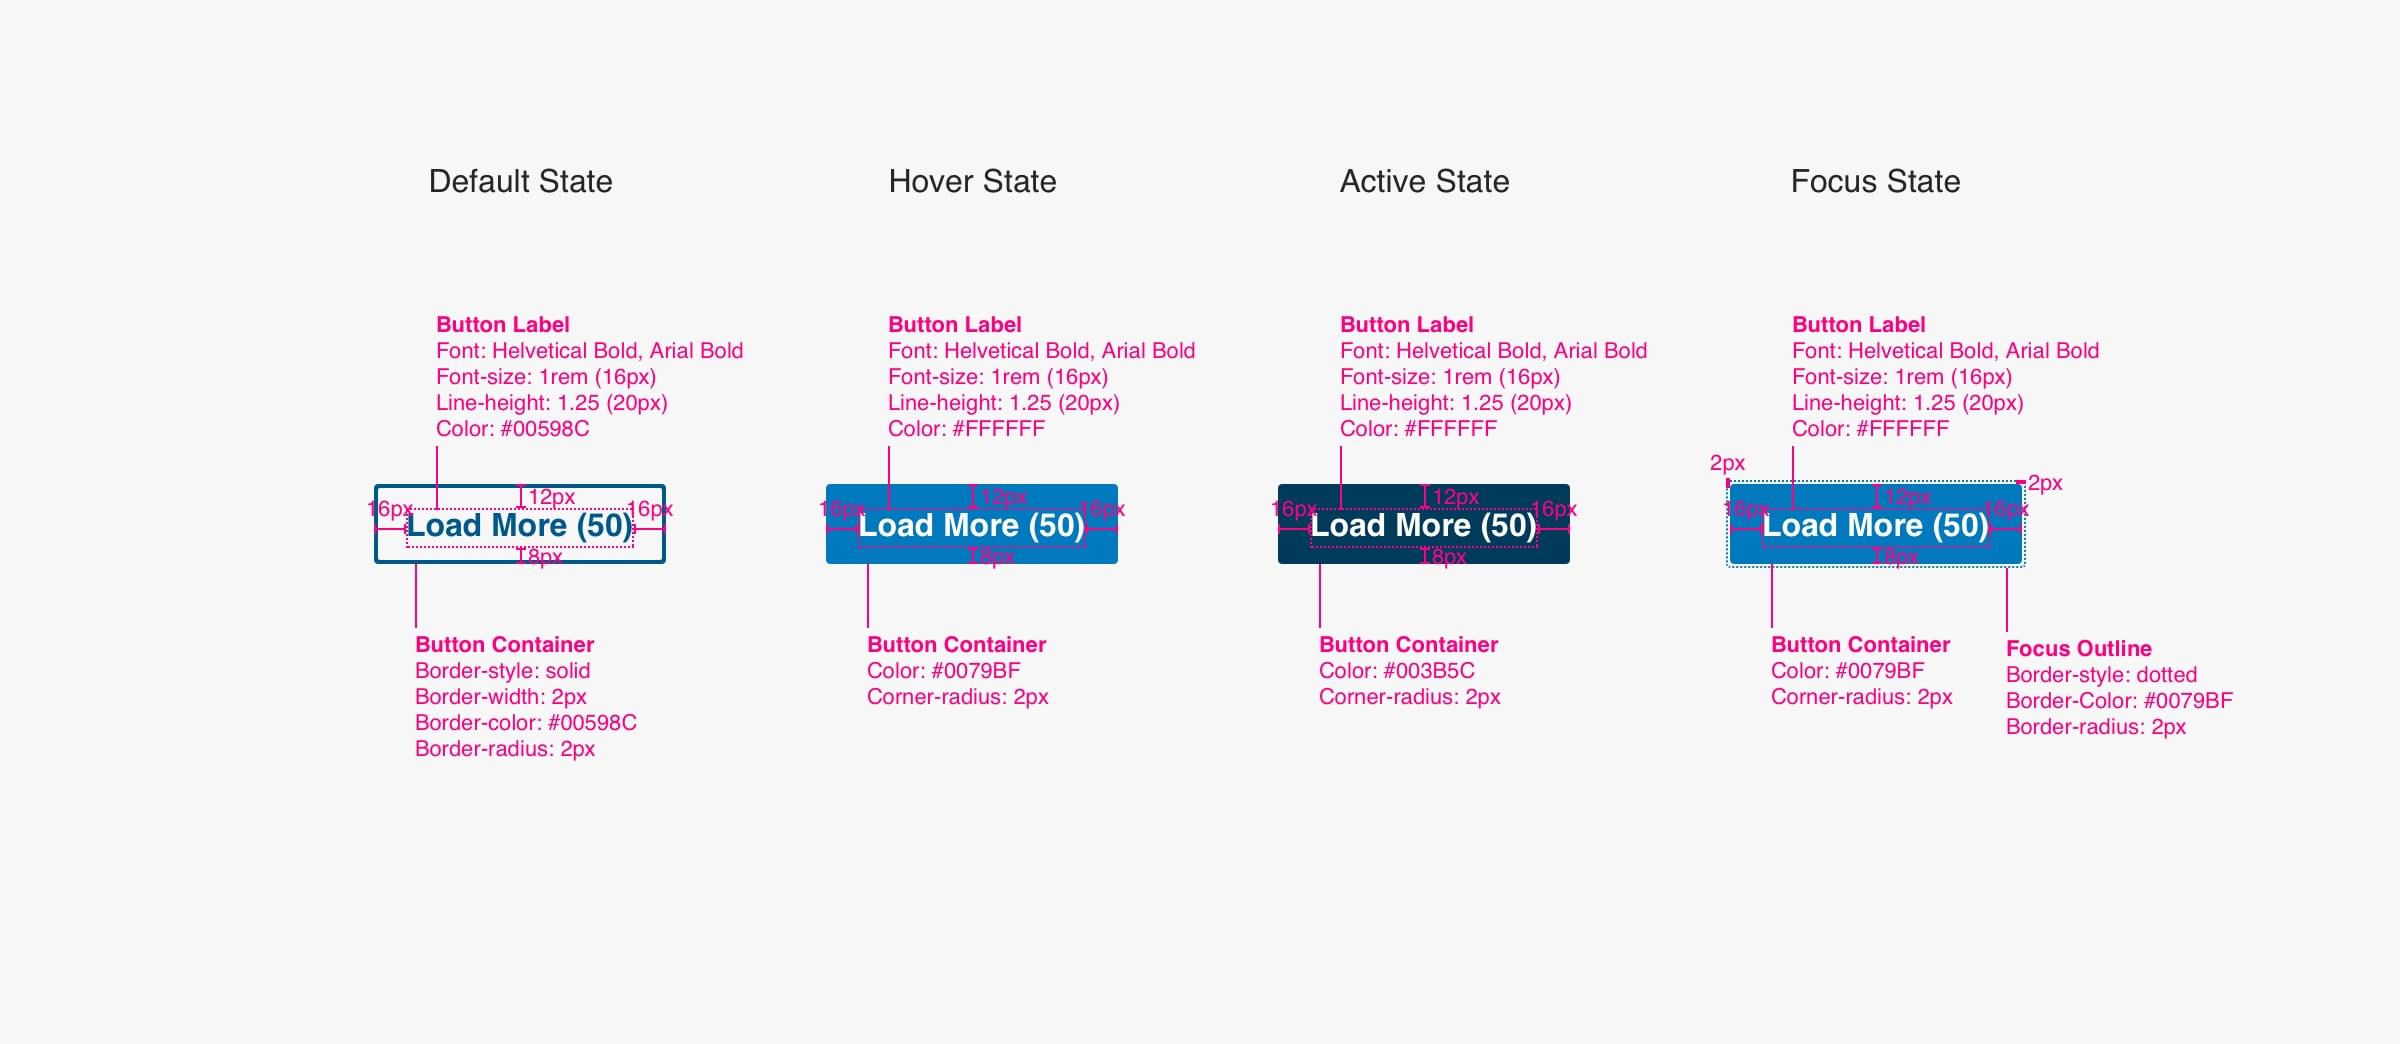 Default State
Button Label
Font: Helvetical Bold, Arial Bold
Font-size: 1rem (16px)
Line-height: 1.25 (20px)
Color: #00598C
12px
16px
16px
Load More (50)
8px
Button Container
Border-style: solid
Border-width: 2px
Border-color: #00598C
Border-radius: 2px
Hover State
Button Label
Font: Helvetical Bold, Arial Bold
Font-size: 1rem (16px)
Line-height: 1.25 (20px)
Color: #FFFFFF
12px
16px
16px
Load More (50)
8px
Button Container
Color: #0079BF
Corner-radius: 2px
Active State
Button Label
Font: Helvetical Bold, Arial Bold
Font-size: 1rem (16px)
Line-height: 1.25 (20px)
Color: #FFFFFF
12px
16px
16px
Load More (50)
8px
Button Container
Color: #003B5C
Corner-radius: 2px
Focus State
Button Label
Font: Helvetical Bold, Arial Bold
Font-size: 1rem (16px)
Line-height: 1.25 (20px)
Color: #FFFFFF
2px
2px
12px
16px
16px
Load More (50)
8px
Button Container
Color: #0079BF
Corner-radius: 2px
Focus Outline
Border-style: dotted
Border-Color: #0079BF
Border-radius: 2px